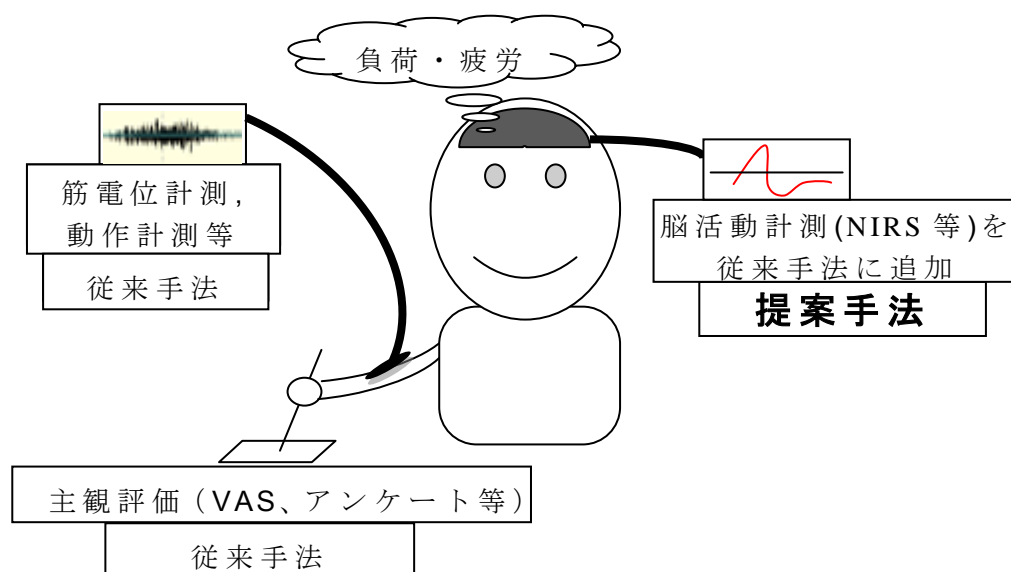 負荷・疲労
筋電位計測,
動作計測等
従来手法
脳活動計測(NIRS 等)を
従来手法に追加
提案手法
主観評価（VAS、アンケート等）
従来手法